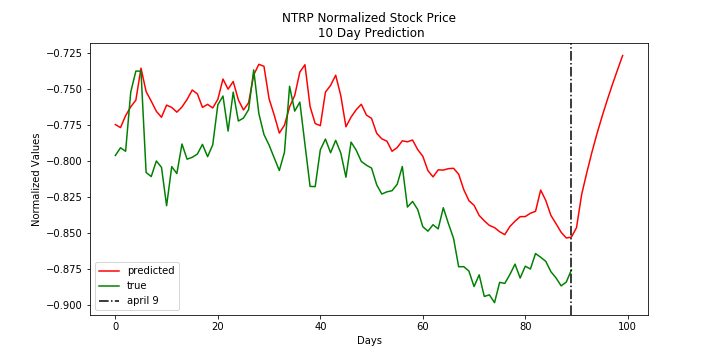 NTRP Normalized Stock Price
10 Day Prediction
−0.725
−0.750
−0.775
−0.800
−0.825
−0.850
−0.875
−0.900
Normalized Values
predicted
true
april 9
0
20
40
60
80
100
Days